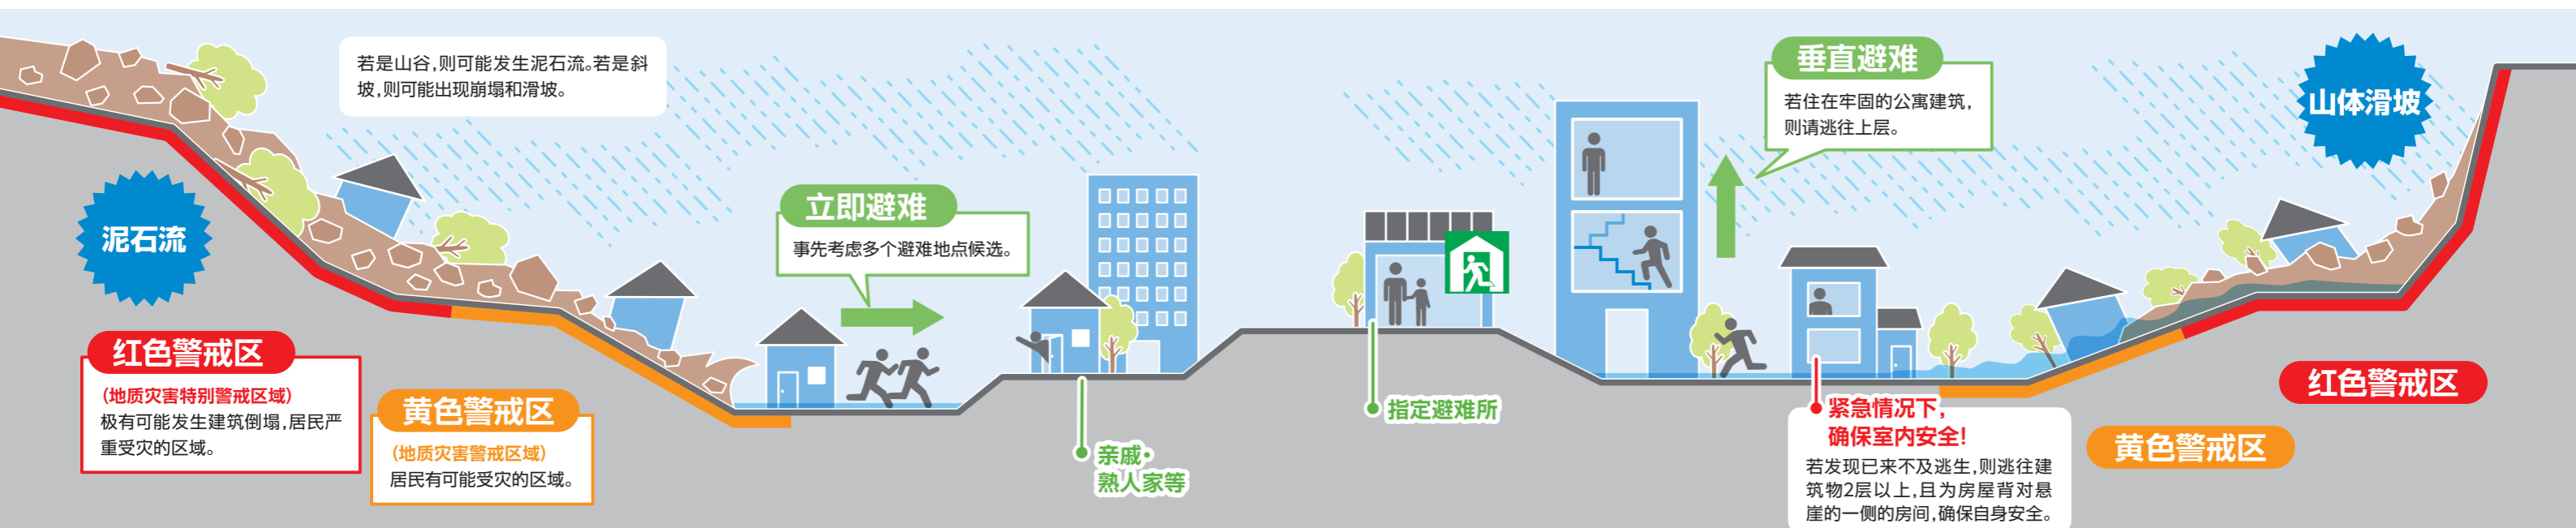 若是山谷,则可能发生泥石流。若是斜
坡,则可能出现崩塌和滑坡。
泥石流
红色警戒区
(地质灾害特别警戒区域)
极有可能发生建筑倒塌,居民严
重受灾的区域。
黄色警戒区
(地质灾害警戒区域)
居民有可能受灾的区域。
立即避难
事先考虑多个避难地点候选。
亲戚·
熟人家等
指定避难所
垂直避难
若住在牢固的公寓建筑,
则请逃往上层。
紧急情况下,
确保室内安全!
若发现已来不及逃生,则逃往建
筑物2层以上,且为房屋背对悬
崖的一侧的房间,确保自身安全。
山体滑坡
红色警戒区
黄色警戒区